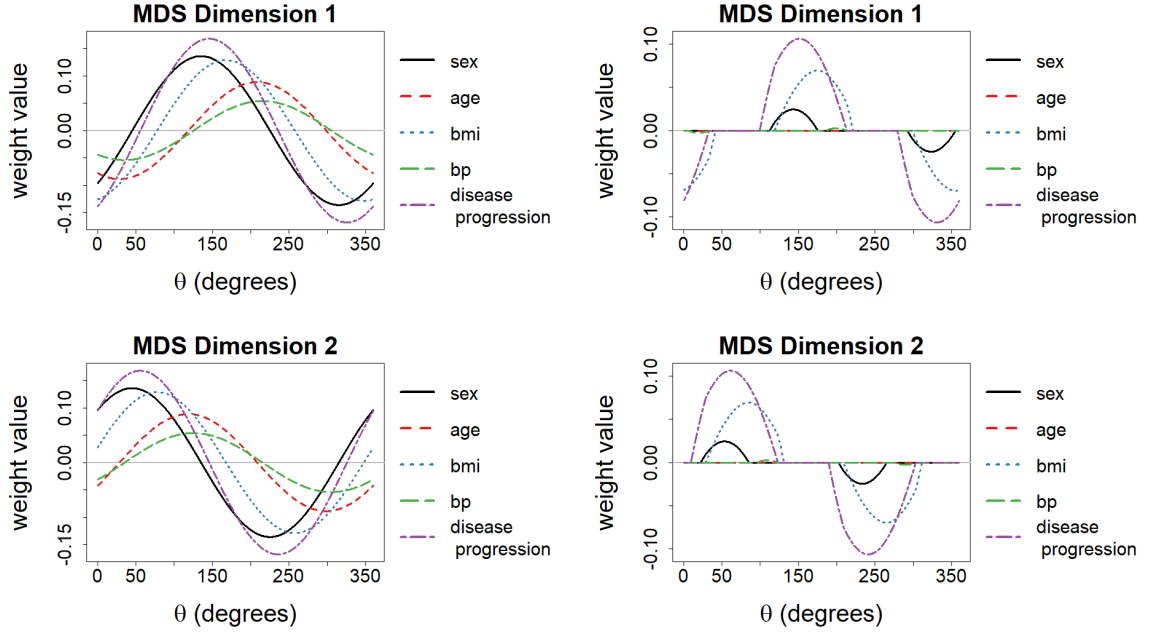 MDS Dimension 1
weight value
0.10
0.00
-0.15
0
50
150
250
350
θ (degrees)
sex
age
bmi
bp
disease
progression
MDS Dimension 1
weight value
0.10
0.00
-0.10
0
50
150
250
350
θ (degrees)
sex
age
bmi
bp
disease
progression
MDS Dimension 2
weight value
0.10
0.00
-0.15
0
50
150
250
350
θ (degrees)
sex
age
bmi
bp
disease
progression
MDS Dimension 2
weight value
0.10
0.00
-0.10
0
50
150
250
350
θ (degrees)
sex
age
bmi
bp
disease
progression